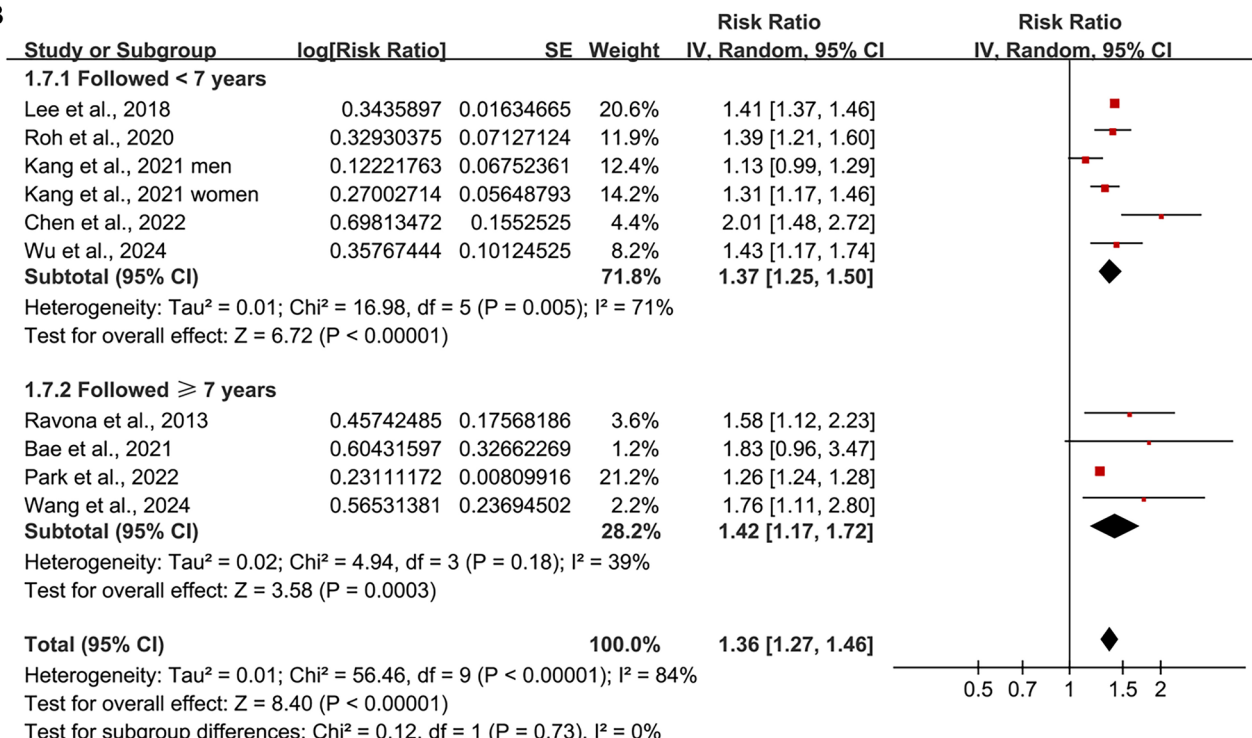 B
Risk Ratio Risk Ratio
Study or Subgroup log[Risk Ratio] SE Weight IV, Random, 95% CI IV, Random, 95% CI
1.7.1 Followed < 7 years
Lee et al., 2018 0.3435897 0.01634665 20.6% 1.41 [1.37, 1.46]
Roh et al., 2020 0.32930375 0.07127124 11.9% 1.39 [1.21, 1.60]
Kang et al., 2021 men 0.12221763 0.06752361 12.4% 1.13 [0.99, 1.29]
Kang et al., 2021 women 0.27002714 0.05648793 14.2% 1.31 [1.17, 1.46]
Chen et al., 2022 0.69813472 0.1552525 4.4% 2.01 [1.48, 2.72]
Wu et al., 2024 0.35767444 0.10124525 8.2% 1.43 [1.17, 1.74]
Subtotal (95% CI) 71.8% 1.37 [1.25, 1.50]
Heterogeneity: Tau² = 0.01; Chi² = 16.98, df = 5 (P = 0.005); I² = 71%
Test for overall effect: Z = 6.72 (P < 0.00001)
1.7.2 Followed ⩾ 7 years
Ravona et al., 2013 0.45742485 0.17568186 3.6% 1.58 [1.12, 2.23]
Bae et al., 2021 0.60431597 0.32662269 1.2% 1.83 [0.96, 3.47]
Park et al., 2022 0.23111172 0.00809916 21.2% 1.26 [1.24, 1.28]
Wang et al., 2024 0.56531381 0.23694502 2.2% 1.76 [1.11, 2.80]
Subtotal (95% CI) 28.2% 1.42 [1.17, 1.72]
Heterogeneity: Tau² = 0.02; Chi² = 4.94, df = 3 (P = 0.18); I² = 39%
Test for overall effect: Z = 3.58 (P = 0.0003)
Total (95% CI) 100.0% 1.36 [1.27, 1.46]
Heterogeneity: Tau² = 0.01; Chi² = 56.46, df = 9 (P < 0.00001); I² = 84%
0.5 0.7 1 1.5 2
Test for overall effect: Z = 8.40 (P < 0.00001)
Test for subgroup differences: Chi² = 0.12, df = 1 (P = 0.73), I² = 0%